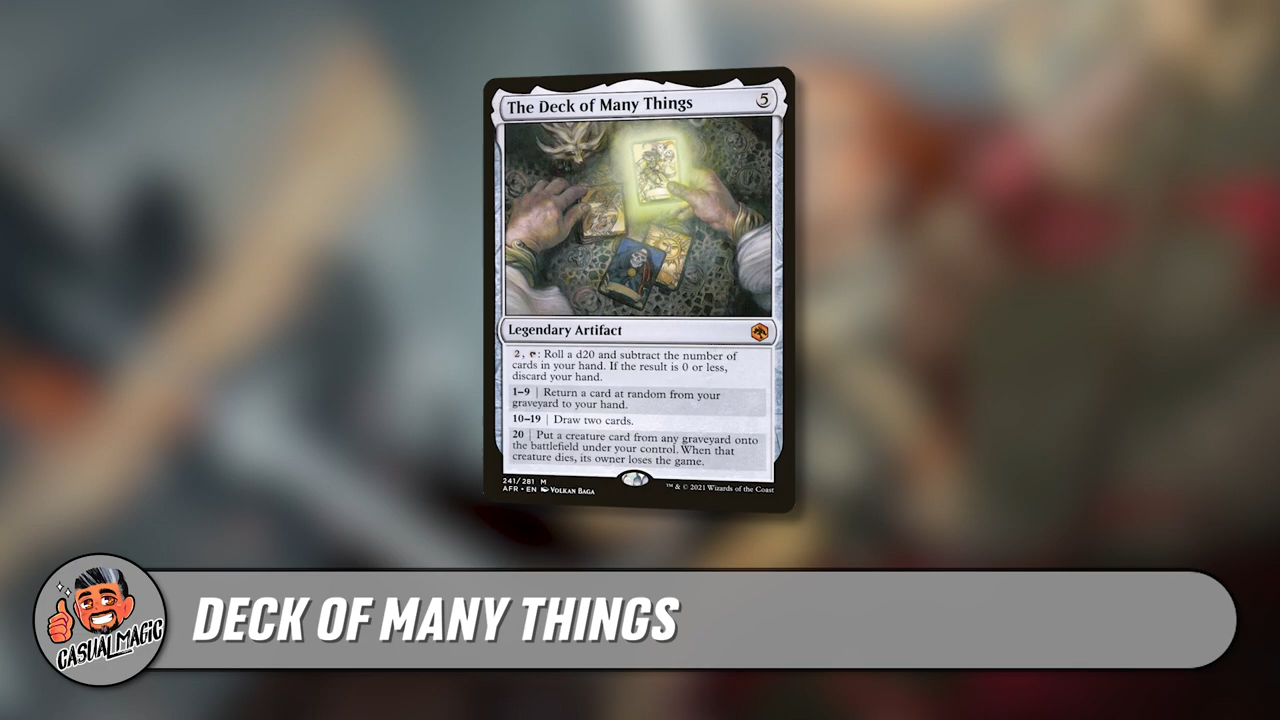 The Deck of Many Things 5
Legendary Artifact
2, : Roll a d20 and subtract the number of
cards in your hand. If the result is 0 or less,
discard your hand.
1–9 | Return a card at random from your
graveyard to your hand.
10–19 | Draw two cards.
20 | Put a creature card from any graveyard onto
the battlefield under your control. When that
creature dies, its owner loses the game.
241/281 M
AFR • EN VOLKAN BAGA
™ & © 2021 Wizards of the Coast
CASUAL MAGIC
DECK OF MANY THINGS